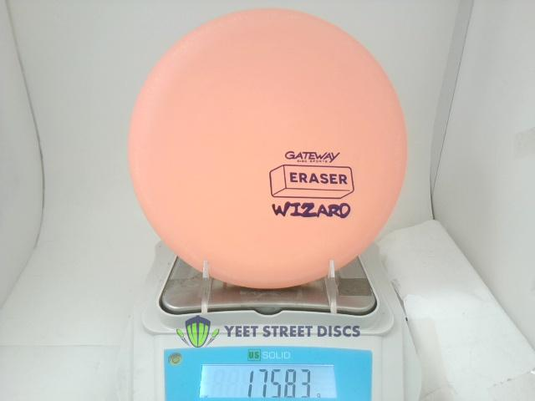 GATEWAY
DISC SPORTS
ERASER
WIZARD
YEET STREET DISCS
US SOLID
175.83 g